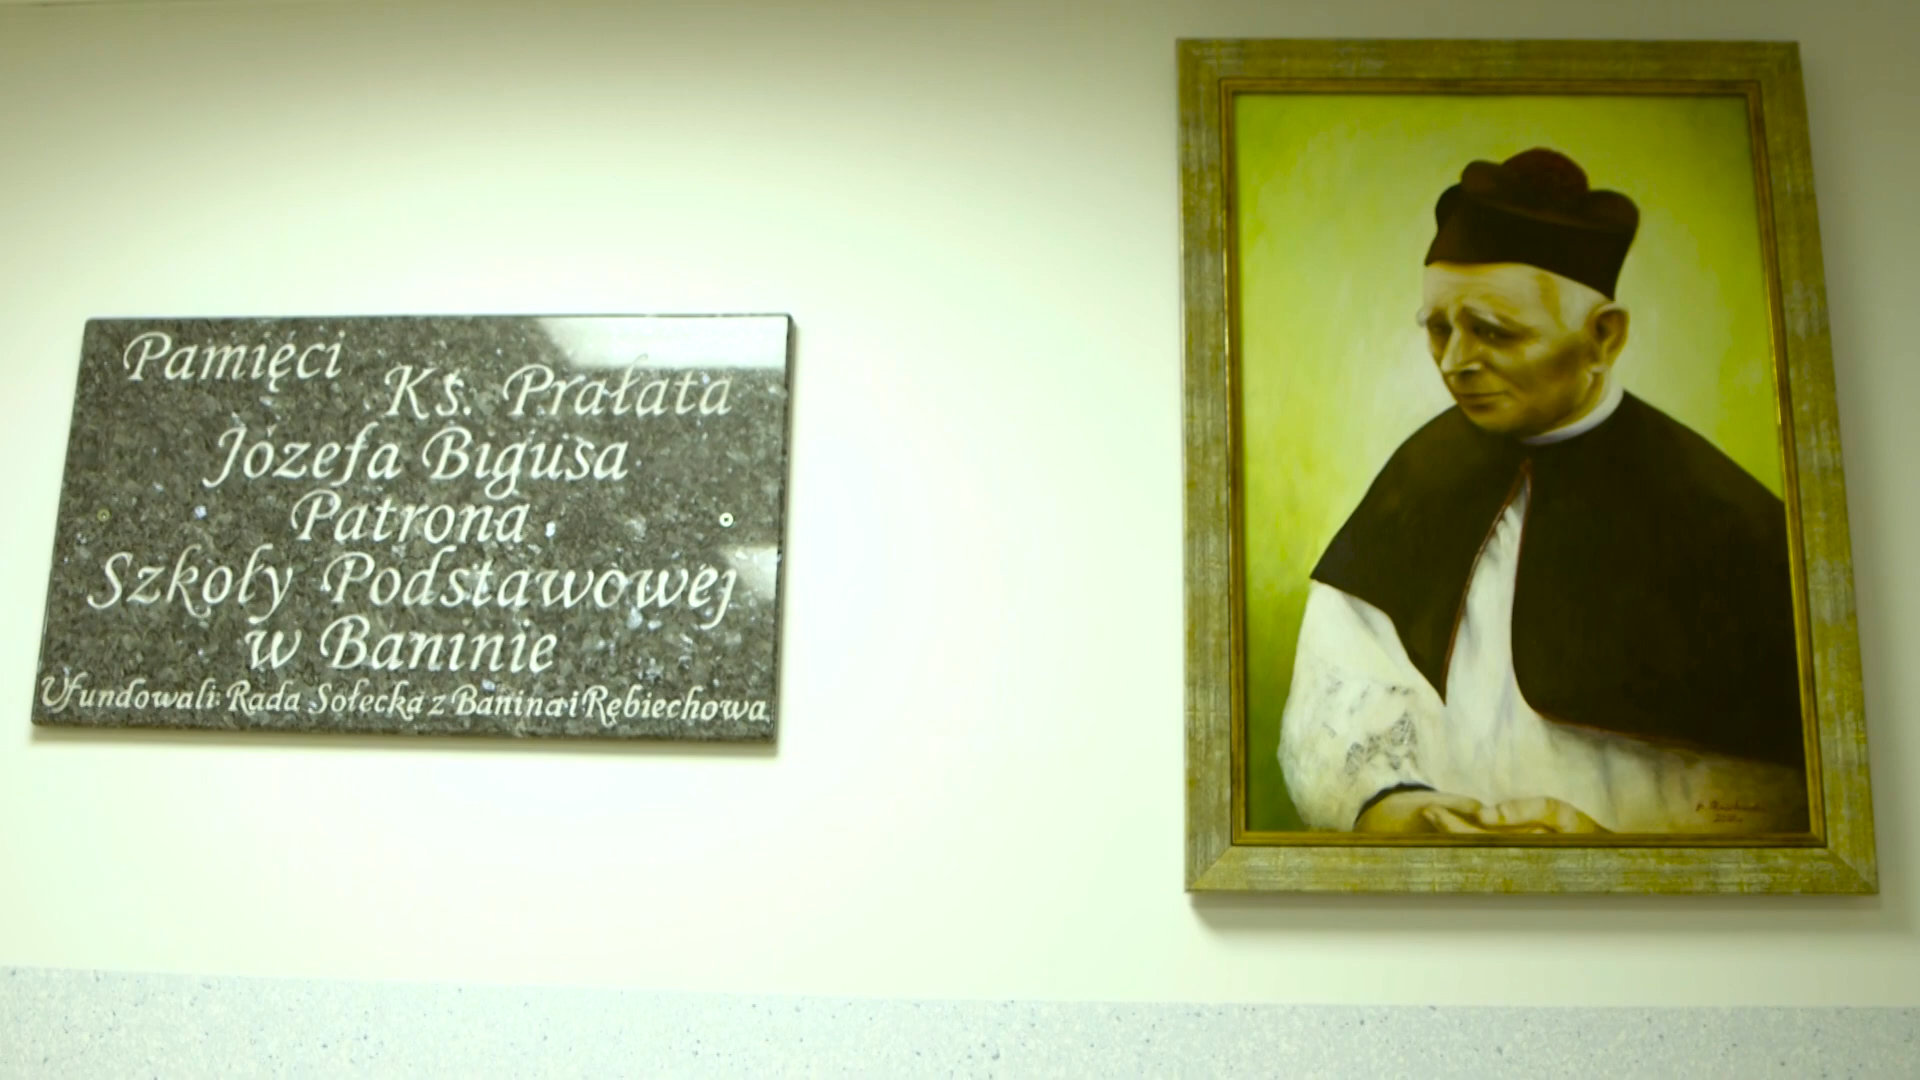 Pamięci
Ks. Prałata
Józefa Bigusa
Patrona
Szkoły Podstawowej
w Baninie
Ufundowali: Rada Sołecka z Banina i Rębiechowa